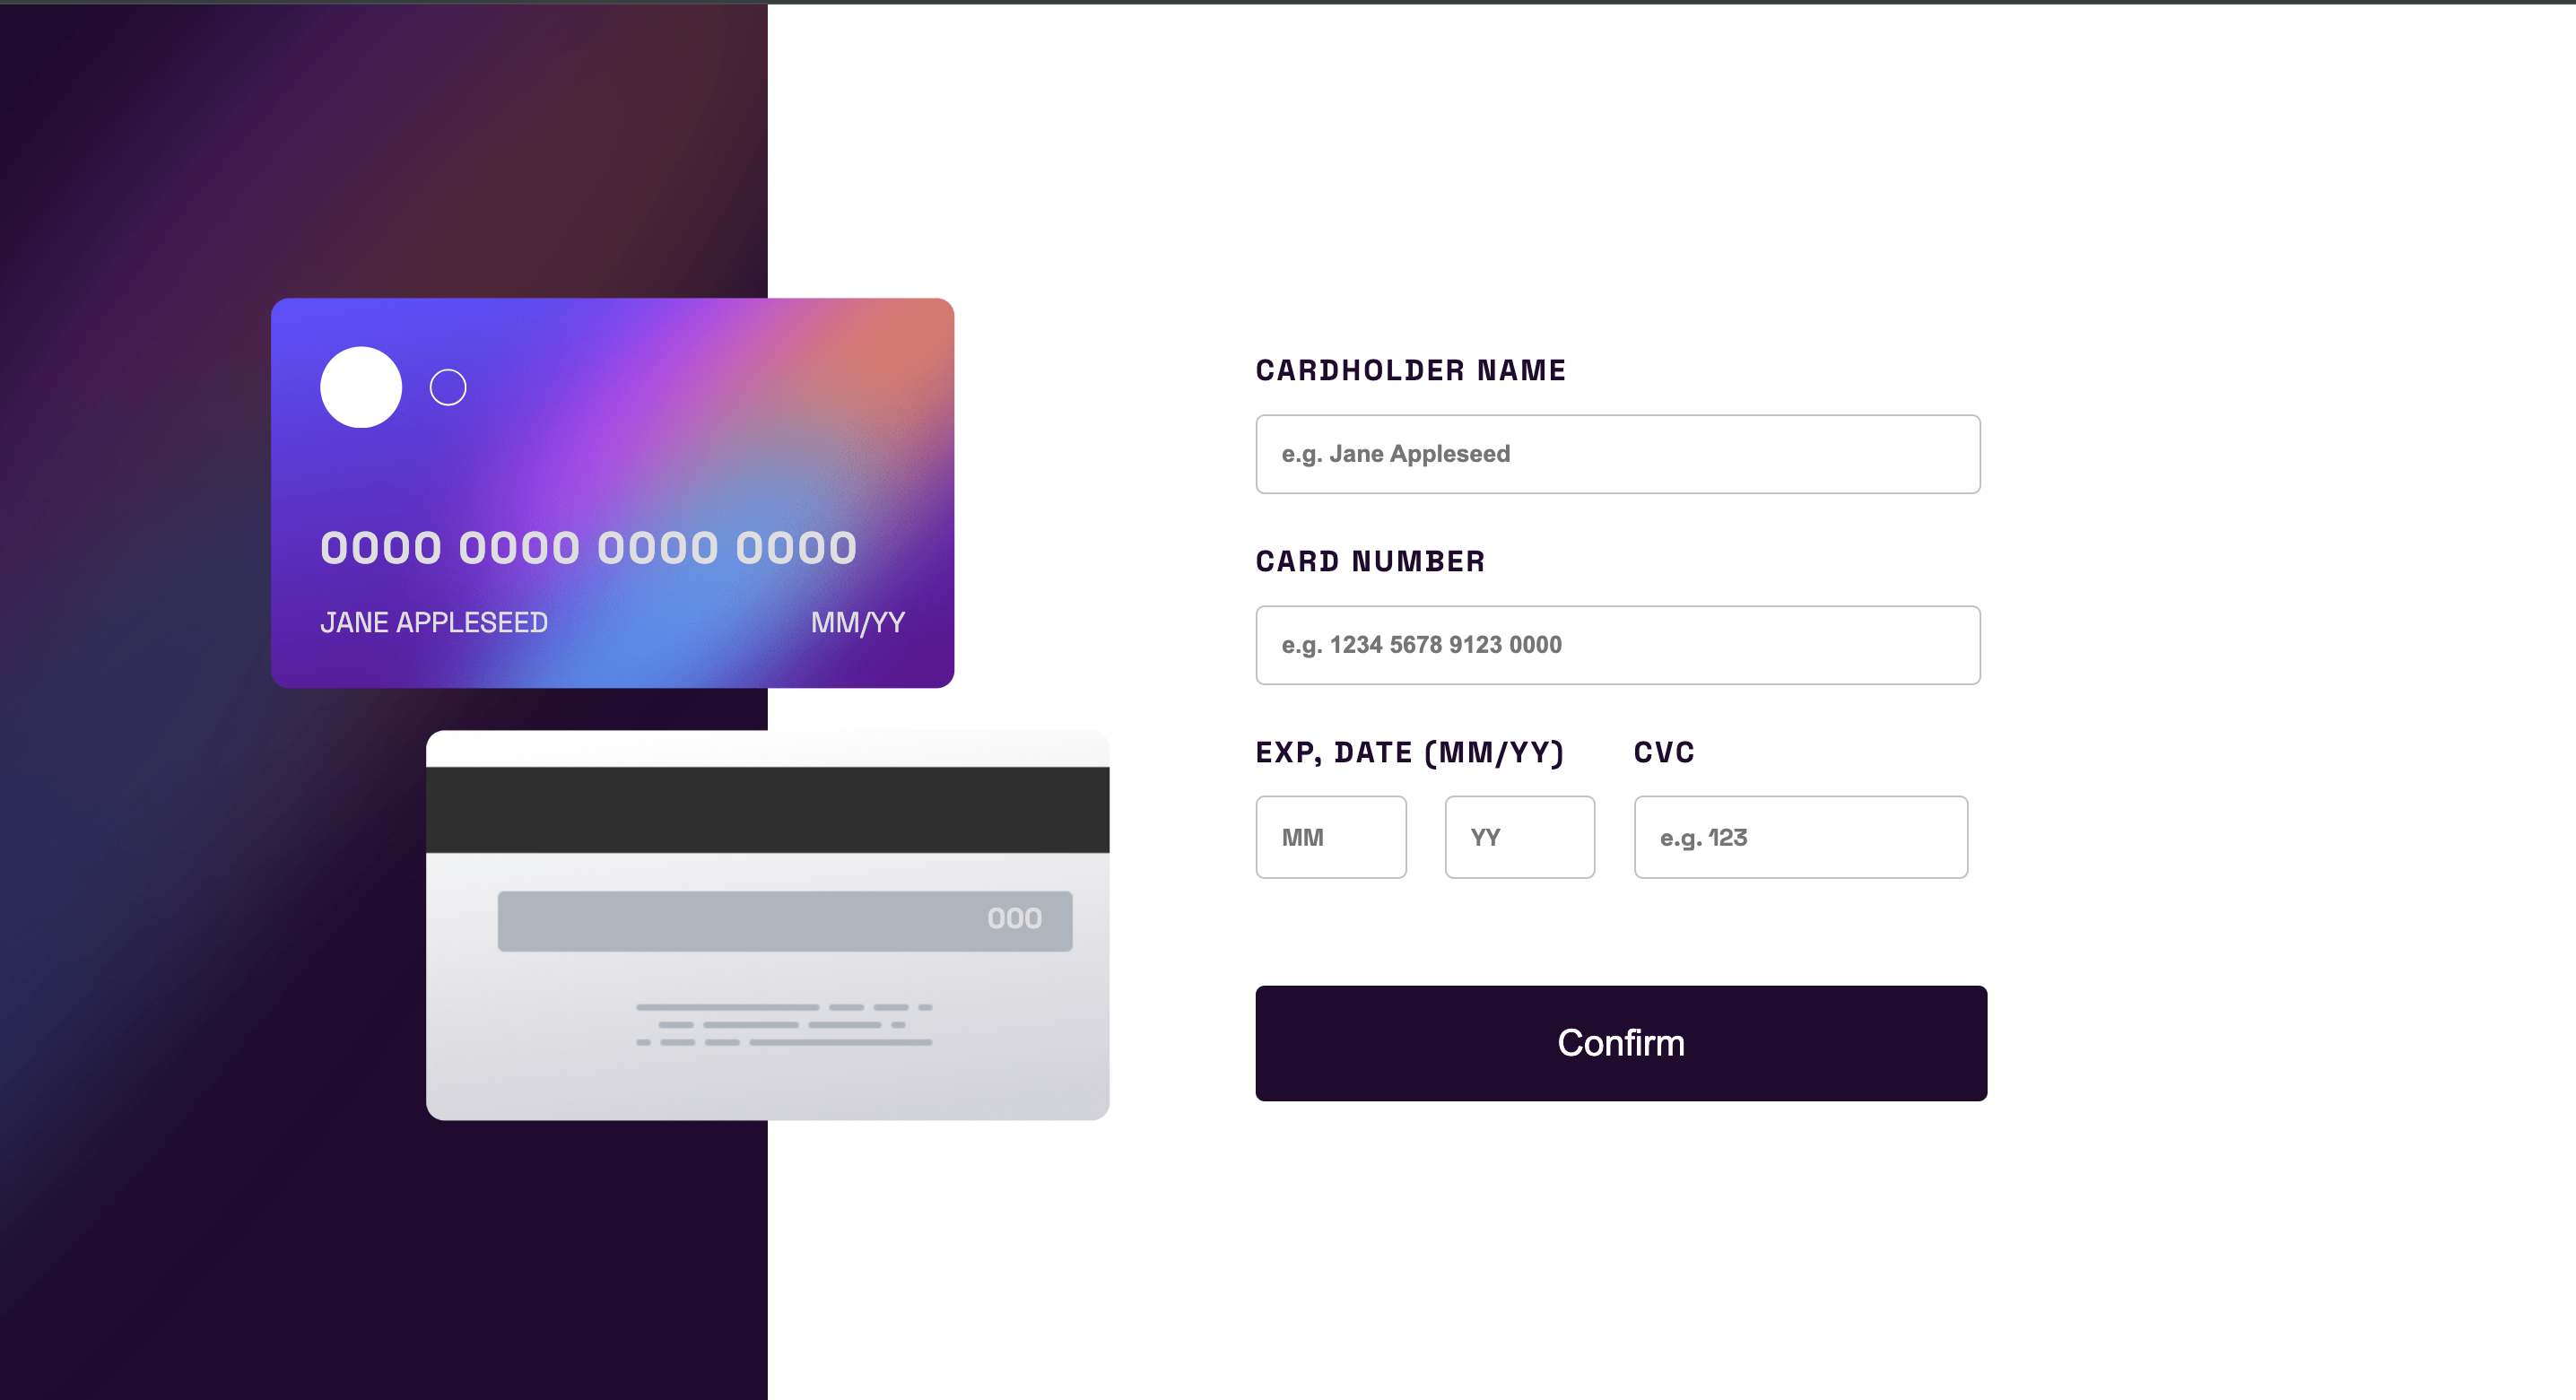 0000 0000 0000 0000
JANE APPLESEED MM/YY
000
CARDHOLDER NAME
e.g. Jane Appleseed
CARD NUMBER
e.g. 1234 5678 9123 0000
EXP, DATE (MM/YY) CVC
MM YY e.g. 123
Confirm